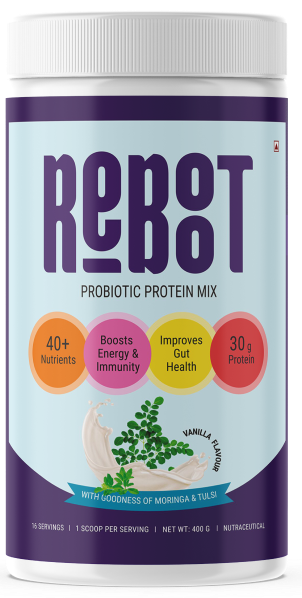 ReBOOT
PROBIOTIC PROTEIN MIX
40+
Nutrients
Boosts
Energy &
Immunity
Improves
Gut
Health
30 g
Protein
VANILLA FLAVOUR
WITH GOODNESS OF MORINGA & TULSI
16 SERVINGS | 1 SCOOP PER SERVING | NET WT: 400 G | NUTRACEUTICAL